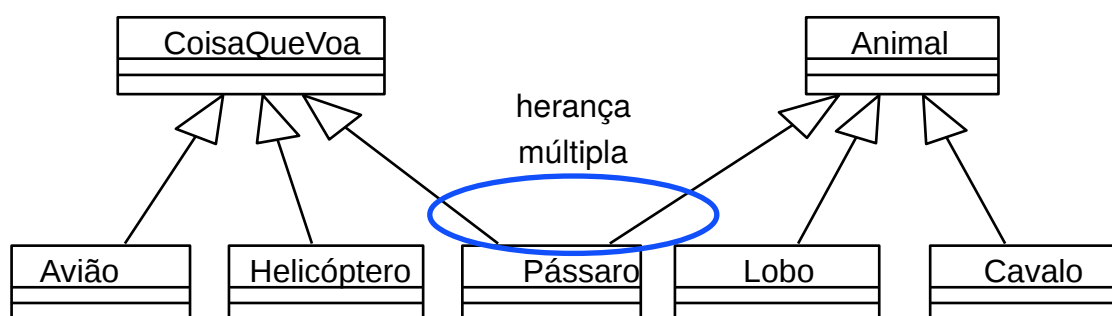 CoisaQueVoa
Animal
herança
múltipla
Avião
Helicóptero
Pássaro
Lobo
Cavalo